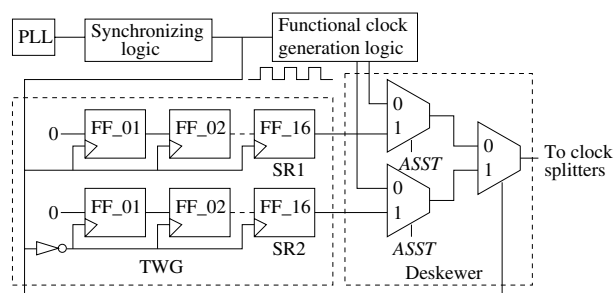 PLL
Synchronizing
logic
Functional clock
generation logic
0
FF_01
FF_02
FF_16
SR1
0
FF_01
FF_02
FF_16
SR2
TWG
0
1
ASST
0
1
ASST
0
1
Deskewer
To clock
splitters